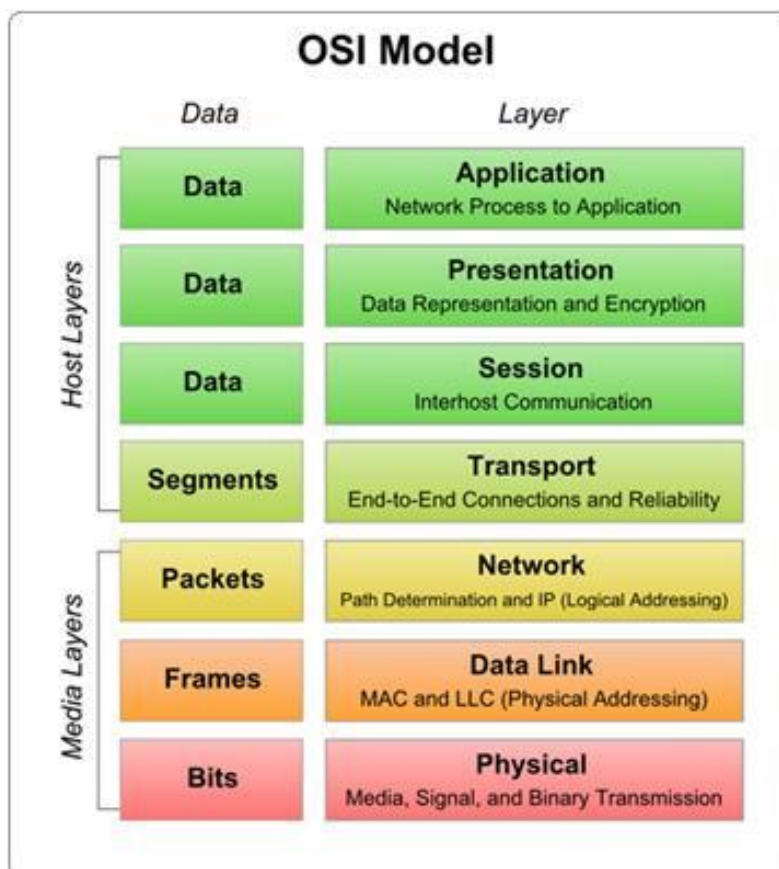 OSI Model
Data Layer
Host Layers
Data
Application
Network Process to Application
Data
Presentation
Data Representation and Encryption
Data
Session
Interhost Communication
Segments
Transport
End-to-End Connections and Reliability
Media Layers
Packets
Network
Path Determination and IP (Logical Addressing)
Frames
Data Link
MAC and LLC (Physical Addressing)
Bits
Physical
Media, Signal, and Binary Transmission